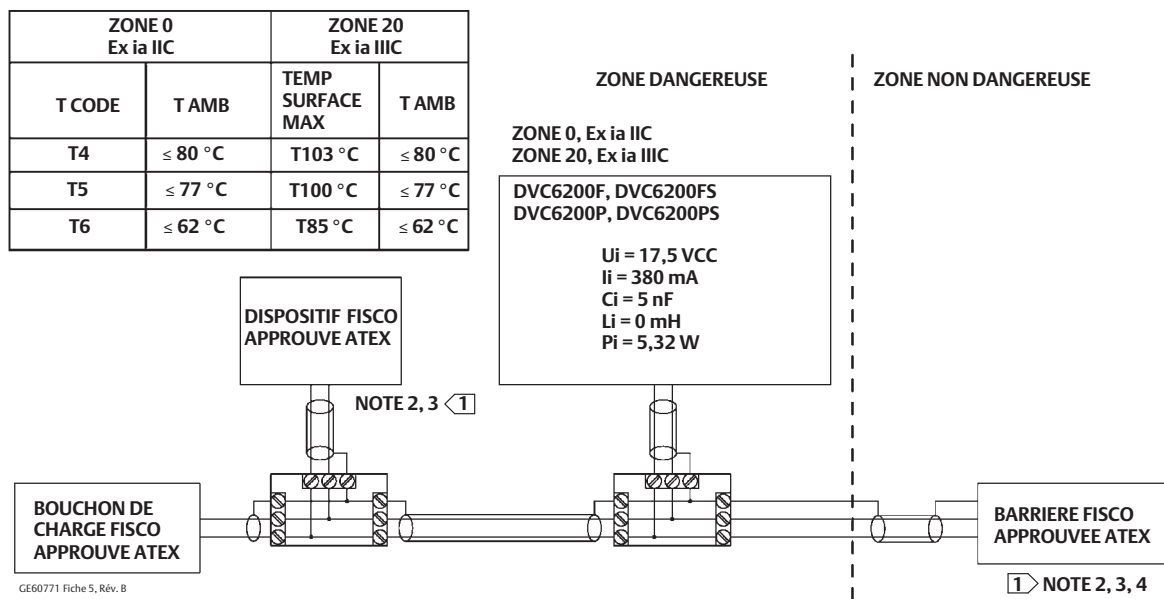 ZONE 0
Ex ia IIC
ZONE 20
Ex ia IIIC
T CODE
T AMB
TEMP
SURFACE
MAX
T AMB
T4
≤ 80 °C
T103 °C
≤ 80 °C
T5
≤ 77 °C
T100 °C
≤ 77 °C
T6
≤ 62 °C
T85 °C
≤ 62 °C
ZONE DANGEREUSE
ZONE NON DANGEREUSE
ZONE 0, Ex ia IIC
ZONE 20, Ex ia IIIC
DVC6200F, DVC6200FS
DVC6200P, DVC6200PS
Ui = 17,5 VCC
Ii = 380 mA
Ci = 5 nF
Li = 0 mH
Pi = 5,32 W
DISPOSITIF FISCO
APPROUVE ATEX
NOTE 2, 3 1
BOUCHON DE
CHARGE FISCO
APPROUVE ATEX
BARRIERE FISCO
APPROUVEE ATEX
1 NOTE 2, 3, 4
GE60771 Fiche 5, Rév. B